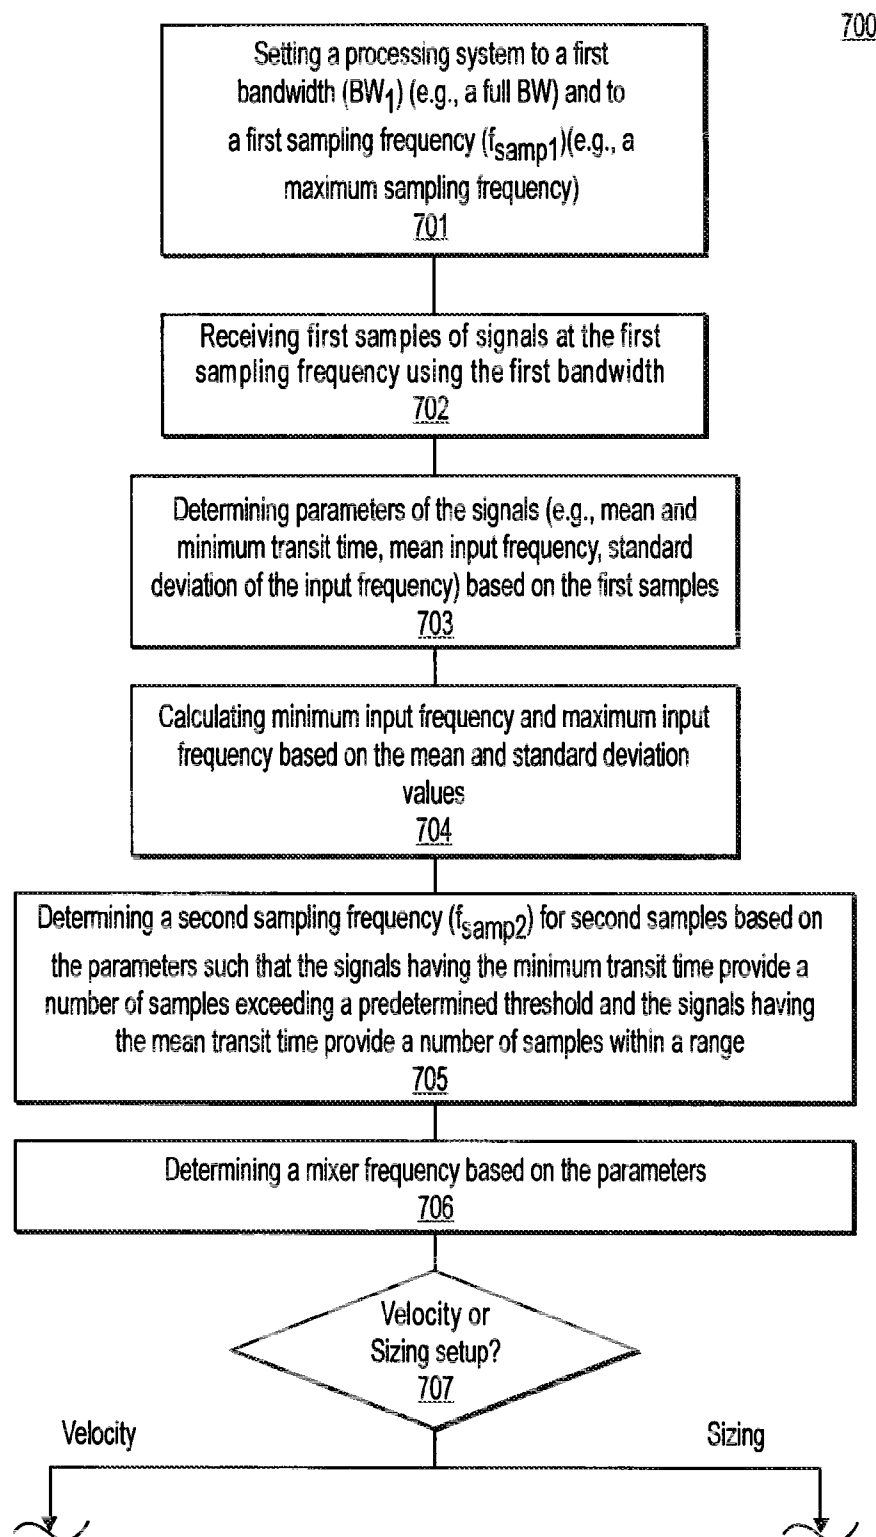 700
Setting a processing system to a first
bandwidth (BW1) (e.g., a full BW) and to
a first sampling frequency (fsamp1)(e.g., a
maximum sampling frequency)
701
Receiving first samples of signals at the first
sampling frequency using the first bandwidth
702
Determining parameters of the signals (e.g., mean and
minimum transit time, mean input frequency, standard
deviation of the input frequency) based on the first samples
703
Calculating minimum input frequency and maximum input
frequency based on the mean and standard deviation
values
704
Determining a second sampling frequency (fsamp2) for second samples based on
the parameters such that the signals having the minimum transit time provide a
number of samples exceeding a predetermined threshold and the signals having
the mean transit time provide a number of samples within a range
705
Determining a mixer frequency based on the parameters
706
Velocity or
Sizing setup?
707
Velocity
Sizing